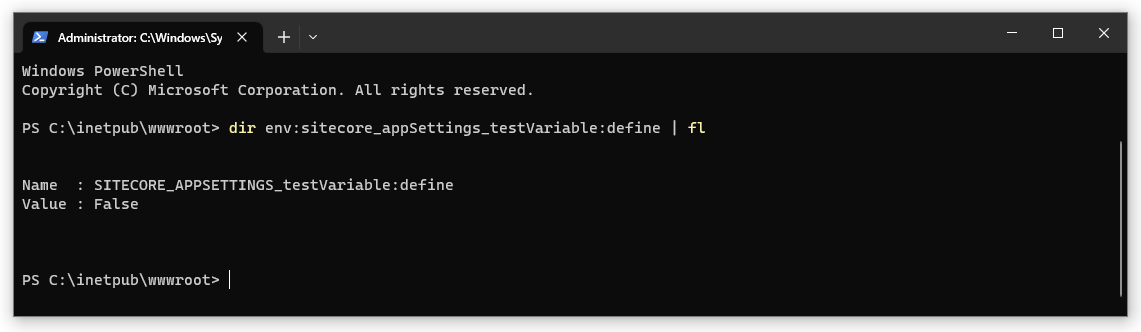 Administrator: C:\Windows\Sy
Windows PowerShell
Copyright (C) Microsoft Corporation. All rights reserved.
PS C:\inetpub\wwwroot> dir env:sitecore_appSettings_testVariable:define | fl
Name  : SITECORE_APPSETTINGS_testVariable:define
Value : False
PS C:\inetpub\wwwroot>